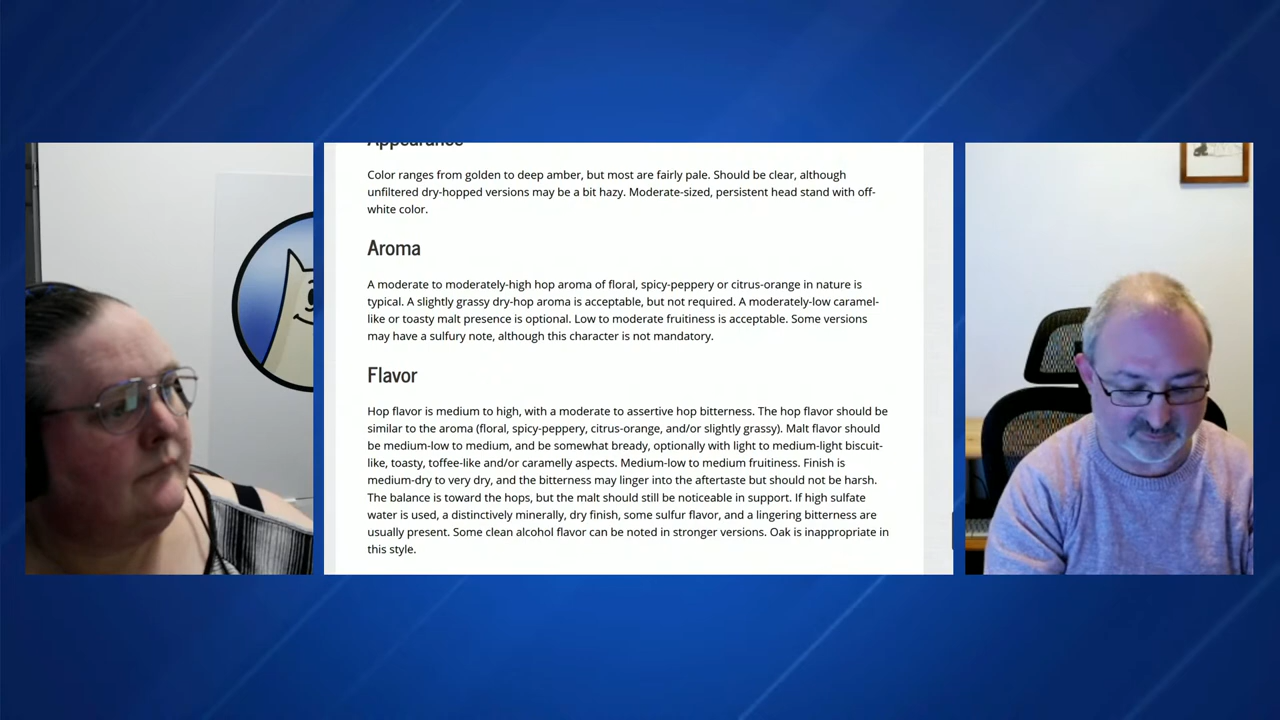 Appearance
Color ranges from golden to deep amber, but most are fairly pale. Should be clear, although
unfiltered dry-hopped versions may be a bit hazy. Moderate-sized, persistent head stand with off-
white color.
Aroma
A moderate to moderately-high hop aroma of floral, spicy-peppery or citrus-orange in nature is
typical. A slightly grassy dry-hop aroma is acceptable, but not required. A moderately-low caramel-
like or toasty malt presence is optional. Low to moderate fruitiness is acceptable. Some versions
may have a sulfury note, although this character is not mandatory.
Flavor
Hop flavor is medium to high, with a moderate to assertive hop bitterness. The hop flavor should be
similar to the aroma (floral, spicy-peppery, citrus-orange, and/or slightly grassy). Malt flavor should
be medium-low to medium, and be somewhat bready, optionally with light to medium-light biscuit-
like, toasty, toffee-like and/or caramelly aspects. Medium-low to medium fruitiness. Finish is
medium-dry to very dry, and the bitterness may linger into the aftertaste but should not be harsh.
The balance is toward the hops, but the malt should still be noticeable in support. If high sulfate
water is used, a distinctively minerally, dry finish, some sulfur flavor, and a lingering bitterness are
usually present. Some clean alcohol flavor can be noted in stronger versions. Oak is inappropriate in
this style.